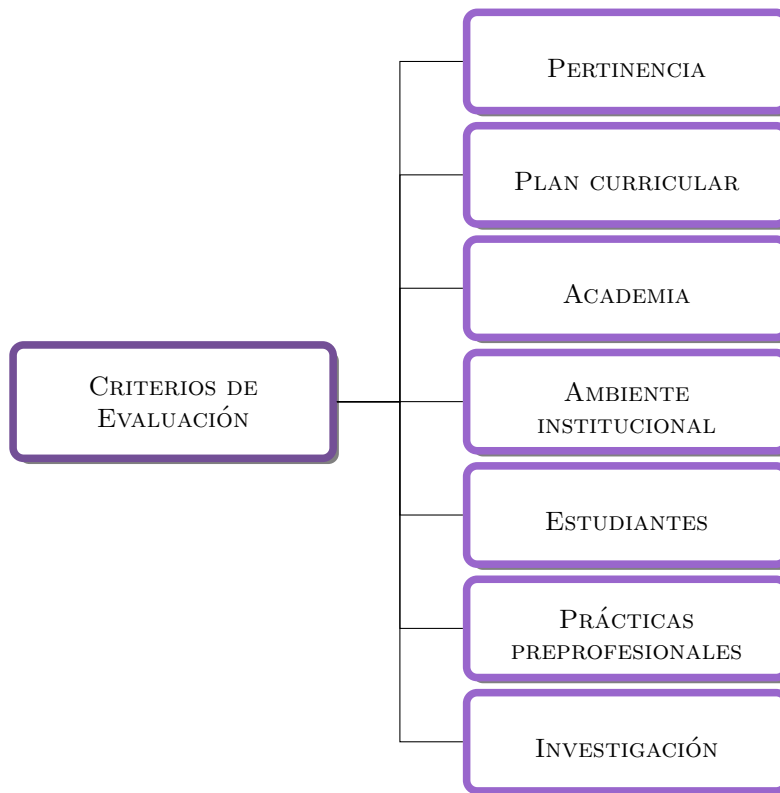 Pertinencia
Plan curricular
Academia
Criterios de
Evaluación
Ambiente
institucional
Estudiantes
Prácticas
preprofesionales
Investigación